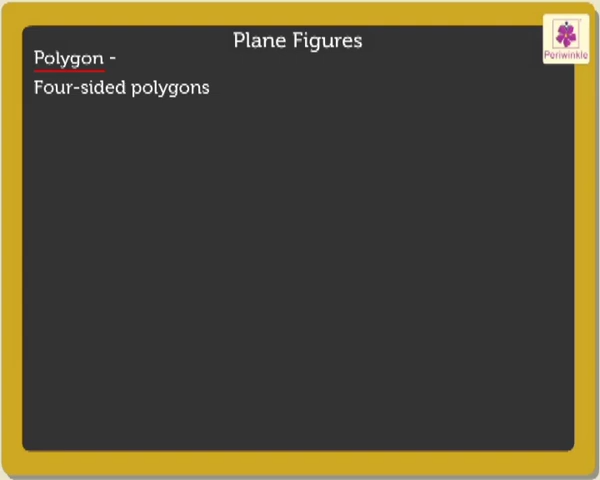 Plane Figures
Periwinkle
Polygon -
Four-sided polygons